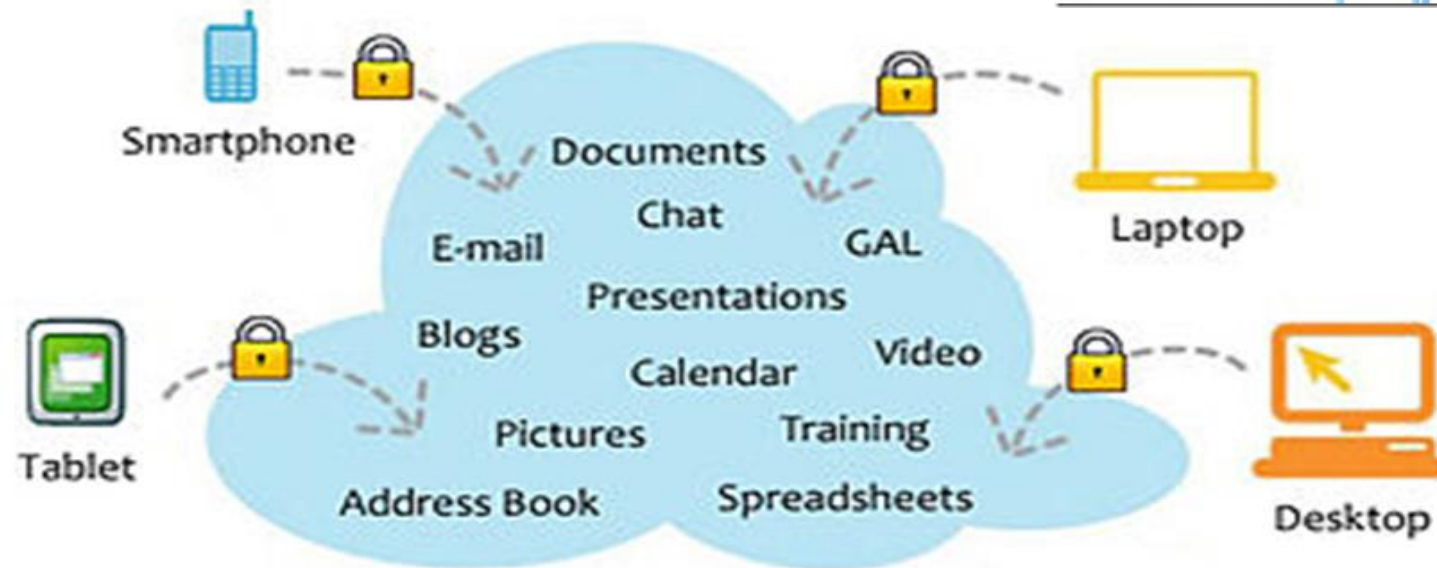 Smartphone
Documents
Chat
E-mail
GAL
Laptop
Presentations
Blogs
Video
Calendar
Pictures
Training
Tablet
Address Book
Spreadsheets
Desktop